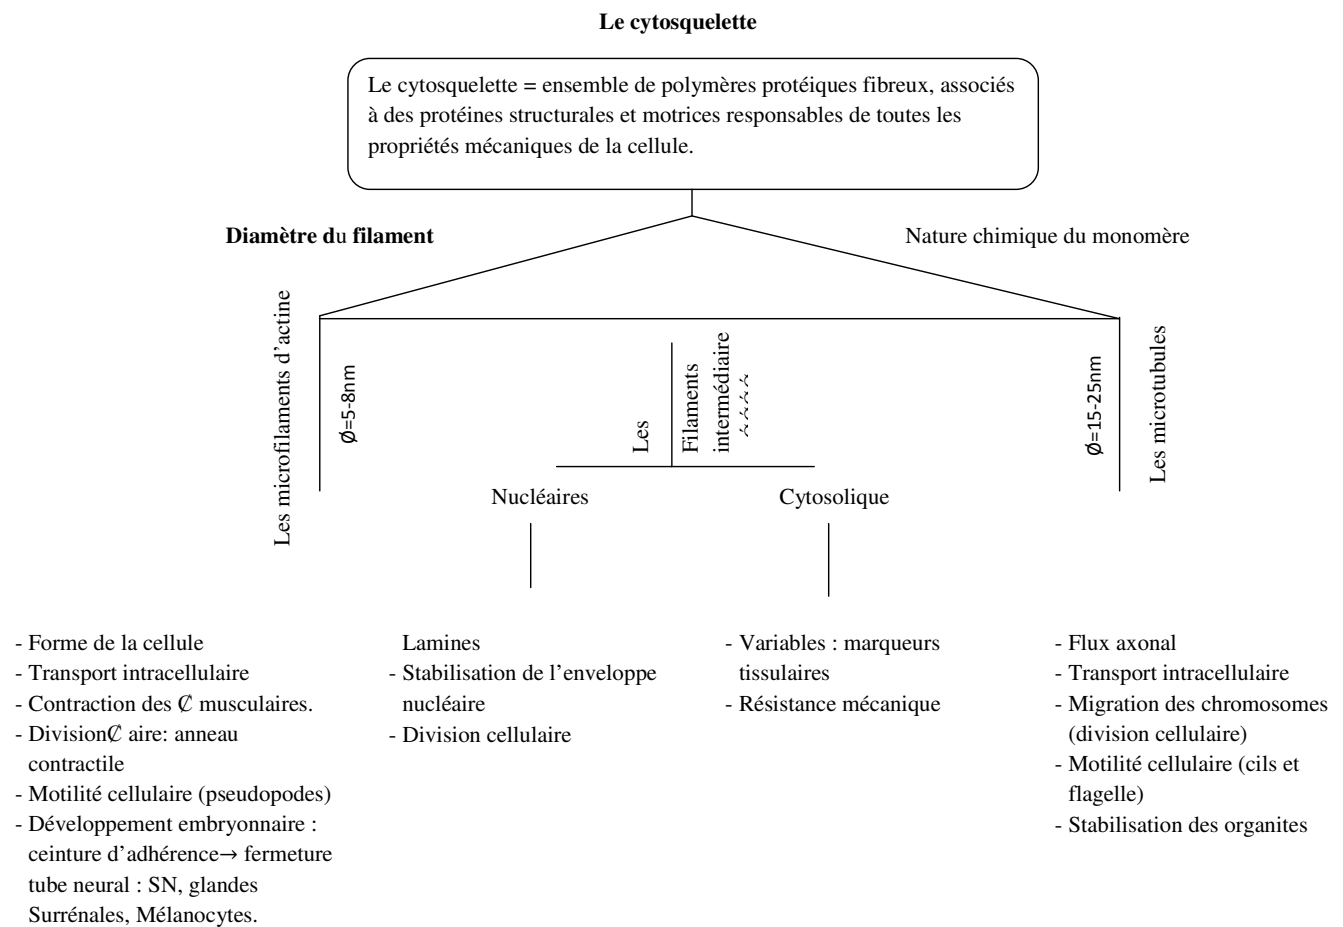 Le cytosquelette
Le cytosquelette = ensemble de polymères protéiques fibreux, associés
à des protéines structurales et motrices responsables de toutes les
propriétés mécaniques de la cellule.
Diamètre du filament
Nature chimique du monomère
Les microfilaments d'actine
Ø=5-8nm
Les
Filaments
intermédiaire
Ø=15-25nm
Les microtubules
Nucléaires
Cytosolique
- Forme de la cellule
- Transport intracellulaire
- Contraction des ₡ musculaires.
- Division₡ aire: anneau
contractile
- Motilité cellulaire (pseudopodes)
- Développement embryonnaire :
ceinture d'adhérence→ fermeture
tube neural : SN, glandes
Surrénales, Mélanocytes.
Lamines
- Stabilisation de l'enveloppe
nucléaire
- Division cellulaire
- Variables : marqueurs
tissulaires
- Résistance mécanique
- Flux axonal
- Transport intracellulaire
- Migration des chromosomes
(division cellulaire)
- Motilité cellulaire (cils et
flagelle)
- Stabilisation des organites